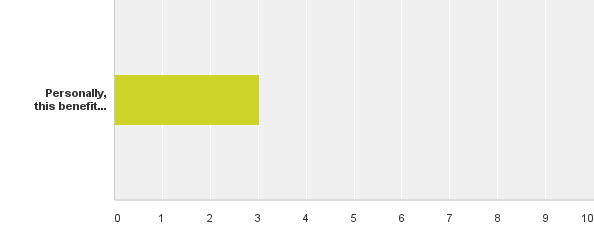 Personally,
this benefit...
0 1 2 3 4 5 6 7 8 9 10